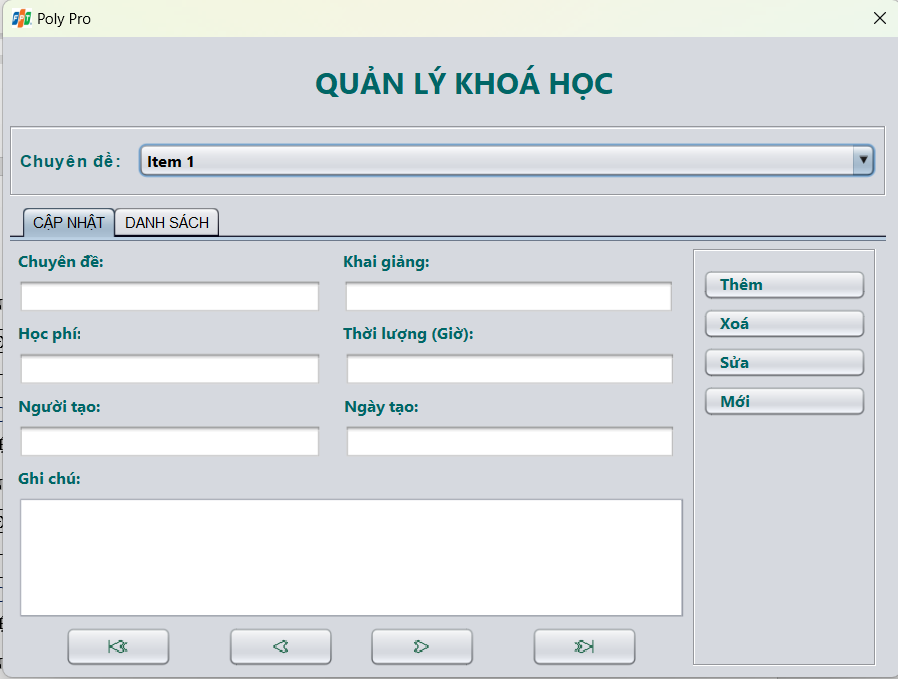 FPT Poly Pro
QUẢN LÝ KHOÁ HỌC
Chuyên đề: Item 1
CẬP NHẬT DANH SÁCH
Chuyên đề: Khai giảng:
Học phí: Thời lượng (Giờ):
Người tạo: Ngày tạo:
Ghi chú:
Thêm
Xoá
Sửa
Mới